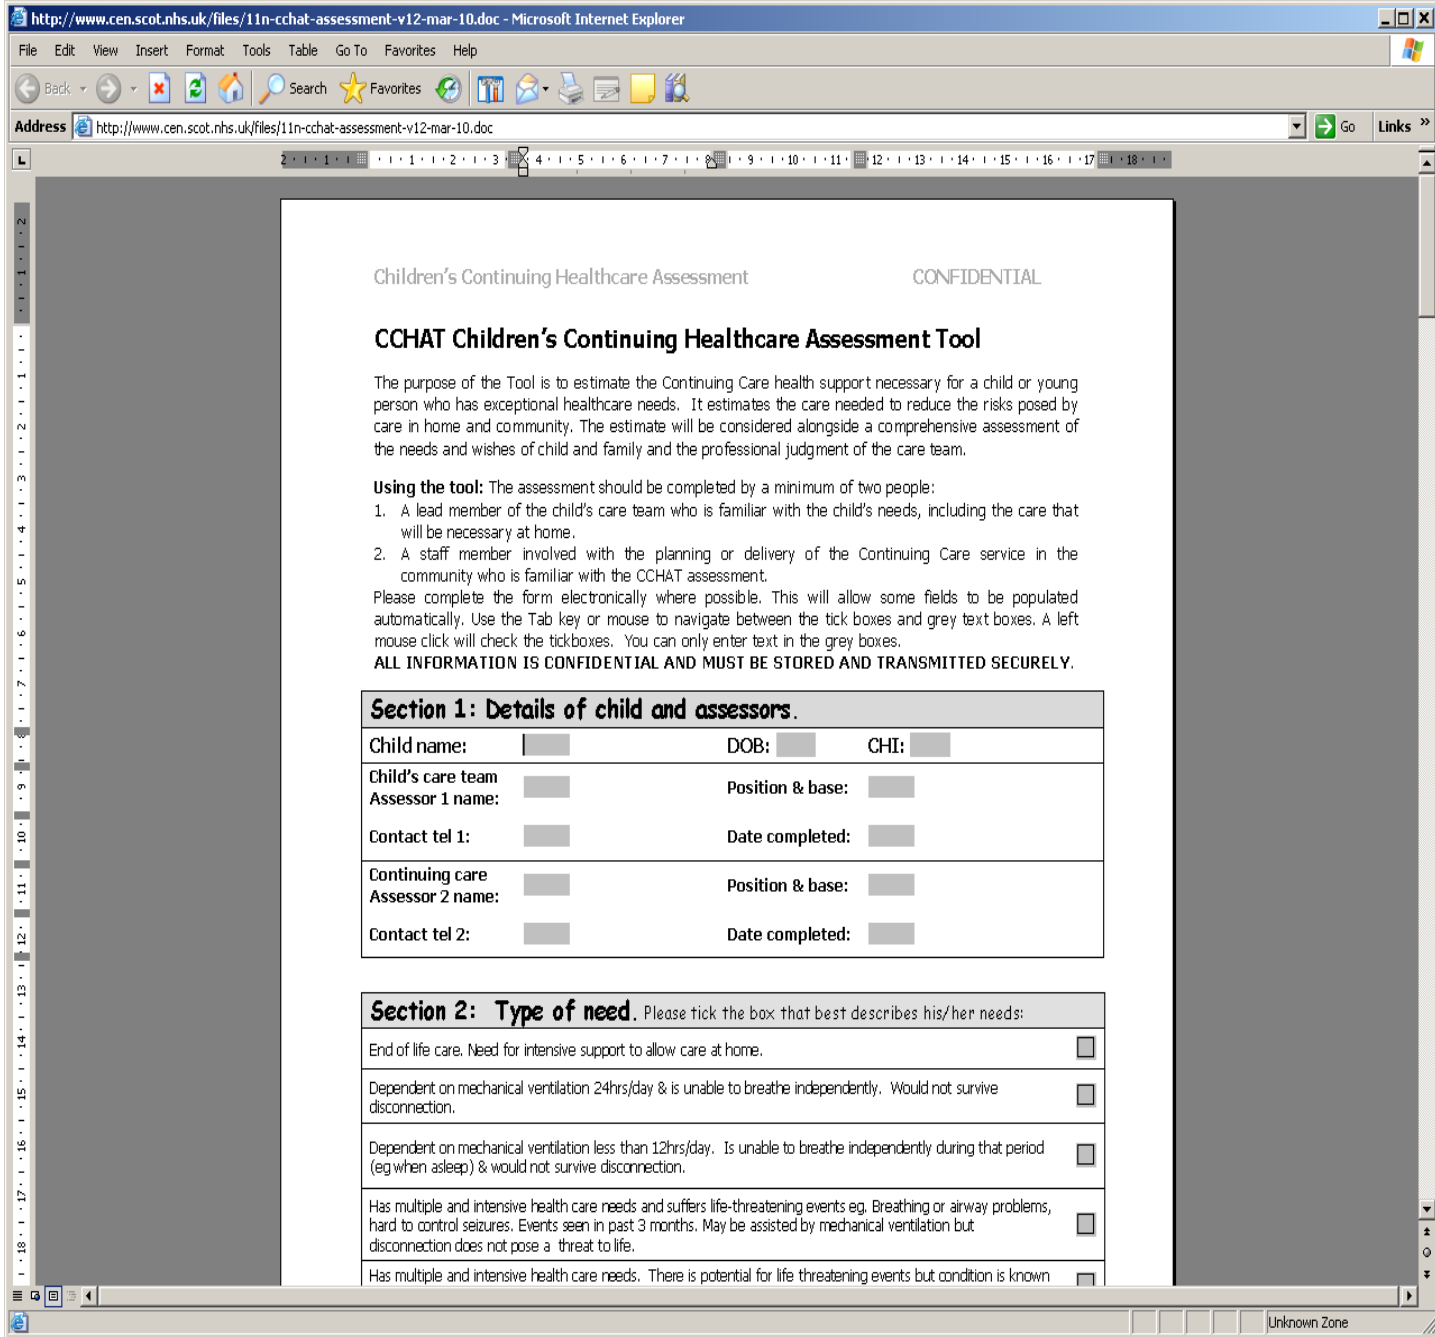 http://www.cen.scot.nhs.uk/files/11n-cchat-assessment-v12-mar-10.doc - Microsoft Internet Explorer
File Edit View Insert Format Tools Table Go To Favorites Help
Back Search Favorites
Address http://www.cen.scot.nhs.uk/files/11n-cchat-assessment-v12-mar-10.doc Go Links »
L 2 1 1 2 3 4 5 6 7 8 9 10 11 12 13 14 15 16 17 18
Children's Continuing Healthcare Assessment CONFIDENTIAL
CCHAT Children's Continuing Healthcare Assessment Tool
The purpose of the Tool is to estimate the Continuing Care health support necessary for a child or young
person who has exceptional healthcare needs. It estimates the care needed to reduce the risks posed by
care in home and community. The estimate will be considered alongside a comprehensive assessment of
the needs and wishes of child and family and the professional judgment of the care team.
Using the tool: The assessment should be completed by a minimum of two people:
1. A lead member of the child's care team who is familiar with the child's needs, including the care that
will be necessary at home.
2. A staff member involved with the planning or delivery of the Continuing Care service in the
community who is familiar with the CCHAT assessment.
Please complete the form electronically where possible. This will allow some fields to be populated
automatically. Use the Tab key or mouse to navigate between the tick boxes and grey text boxes. A left
mouse click will check the tickboxes. You can only enter text in the grey boxes.
ALL INFORMATION IS CONFIDENTIAL AND MUST BE STORED AND TRANSMITTED SECURELY.
Section 1: Details of child and assessors.
Child name: DOB: CHI:
Child's care team
Assessor 1 name: Position & base:
Contact tel 1: Date completed:
Continuing care
Assessor 2 name: Position & base:
Contact tel 2: Date completed:
Section 2: Type of need. Please tick the box that best describes his/her needs:
End of life care. Need for intensive support to allow care at home.
Dependent on mechanical ventilation 24hrs/day & is unable to breathe independently. Would not survive
disconnection.
Dependent on mechanical ventilation less than 12hrs/day. Is unable to breathe independently during that period
(eg when asleep) & would not survive disconnection.
Has multiple and intensive health care needs and suffers life-threatening events eg. Breathing or airway problems,
hard to control seizures. Events seen in past 3 months. May be assisted by mechanical ventilation but
disconnection does not pose a threat to life.
Has multiple and intensive health care needs. There is potential for life threatening events but condition is known
Unknown Zone